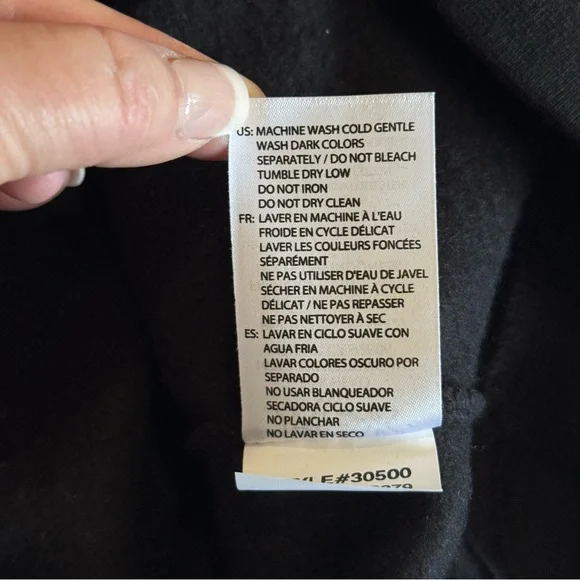 US: MACHINE WASH COLD GENTLE
WASH DARK COLORS
SEPARATELY / DO NOT BLEACH
TUMBLE DRY LOW
DO NOT IRON
DO NOT DRY CLEAN
FR: LAVER EN MACHINE À L'EAU
FROIDE EN CYCLE DÉLICAT
LAVER LES COULEURS FONCÉES
SÉPARÉMENT
NE PAS UTILISER D'EAU DE JAVEL
SÉCHER EN MACHINE À CYCLE
DÉLICAT / NE PAS REPASSER
NE PAS NETTOYER À SEC
ES: LAVAR EN CICLO SUAVE CON
AGUA FRIA
LAVAR COLORES OSCURO POR
SEPARADO
NO USAR BLANQUEADOR
SECADORA CICLO SUAVE
NO PLANCHAR
NO LAVAR EN SECO
#30500